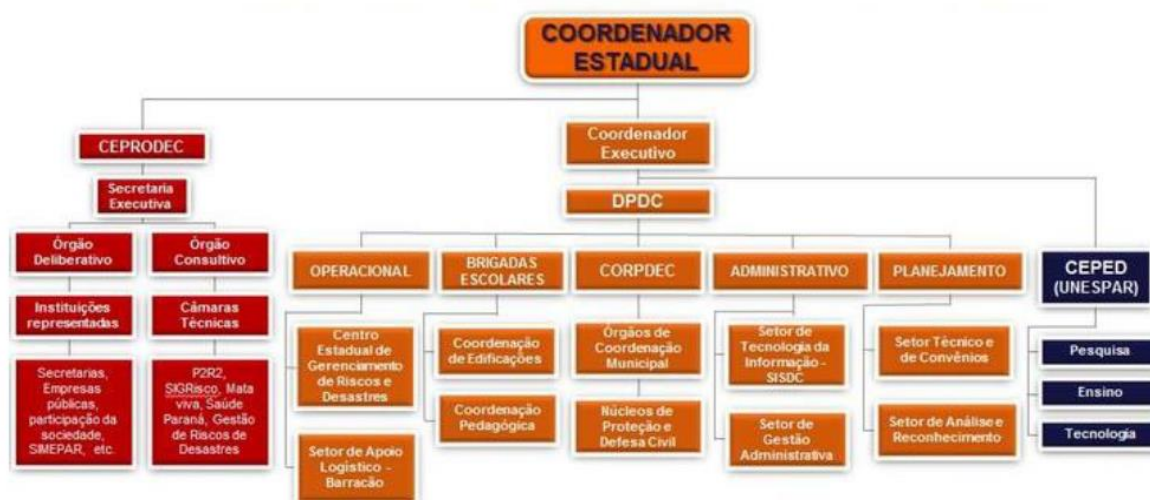 COORDENADOR
ESTADUAL
CEPRODEC
Coordenador
Executivo
Secretaria
Executiva
DPDC
Órgão
Deliberativo
Órgão
Consultivo
OPERACIONAL
BRIGADAS
ESCOLARES
CORPDEC
ADMINISTRATIVO
PLANEJAMENTO
CEPED
(UNESPAR)
Instituições
representadas
Câmaras
Técnicas
Centro
Estadual de
Gerenciamento
de Riscos e
Desastres
Coordenação
de Edificações
Órgãos de
Coordenação
Municipal
Setor de
Tecnologia da
Informação -
SISDC
Setor Técnico e
de Convênios
Pesquisa
Secretarias,
Empresas
públicas,
participação da
sociedade,
SIMEPAR, etc.
P2R2,
SIGRisco, Mata
viva, Saúde
Paraná, Gestão
de Riscos de
Desastres
Ensino
Coordenação
Pedagógica
Núcleos de
Proteção e
Defesa Civil
Setor de
Gestão
Administrativa
Setor de Análise e
Reconhecimento
Tecnologia
Setor de Apoio
Logístico -
Barracão